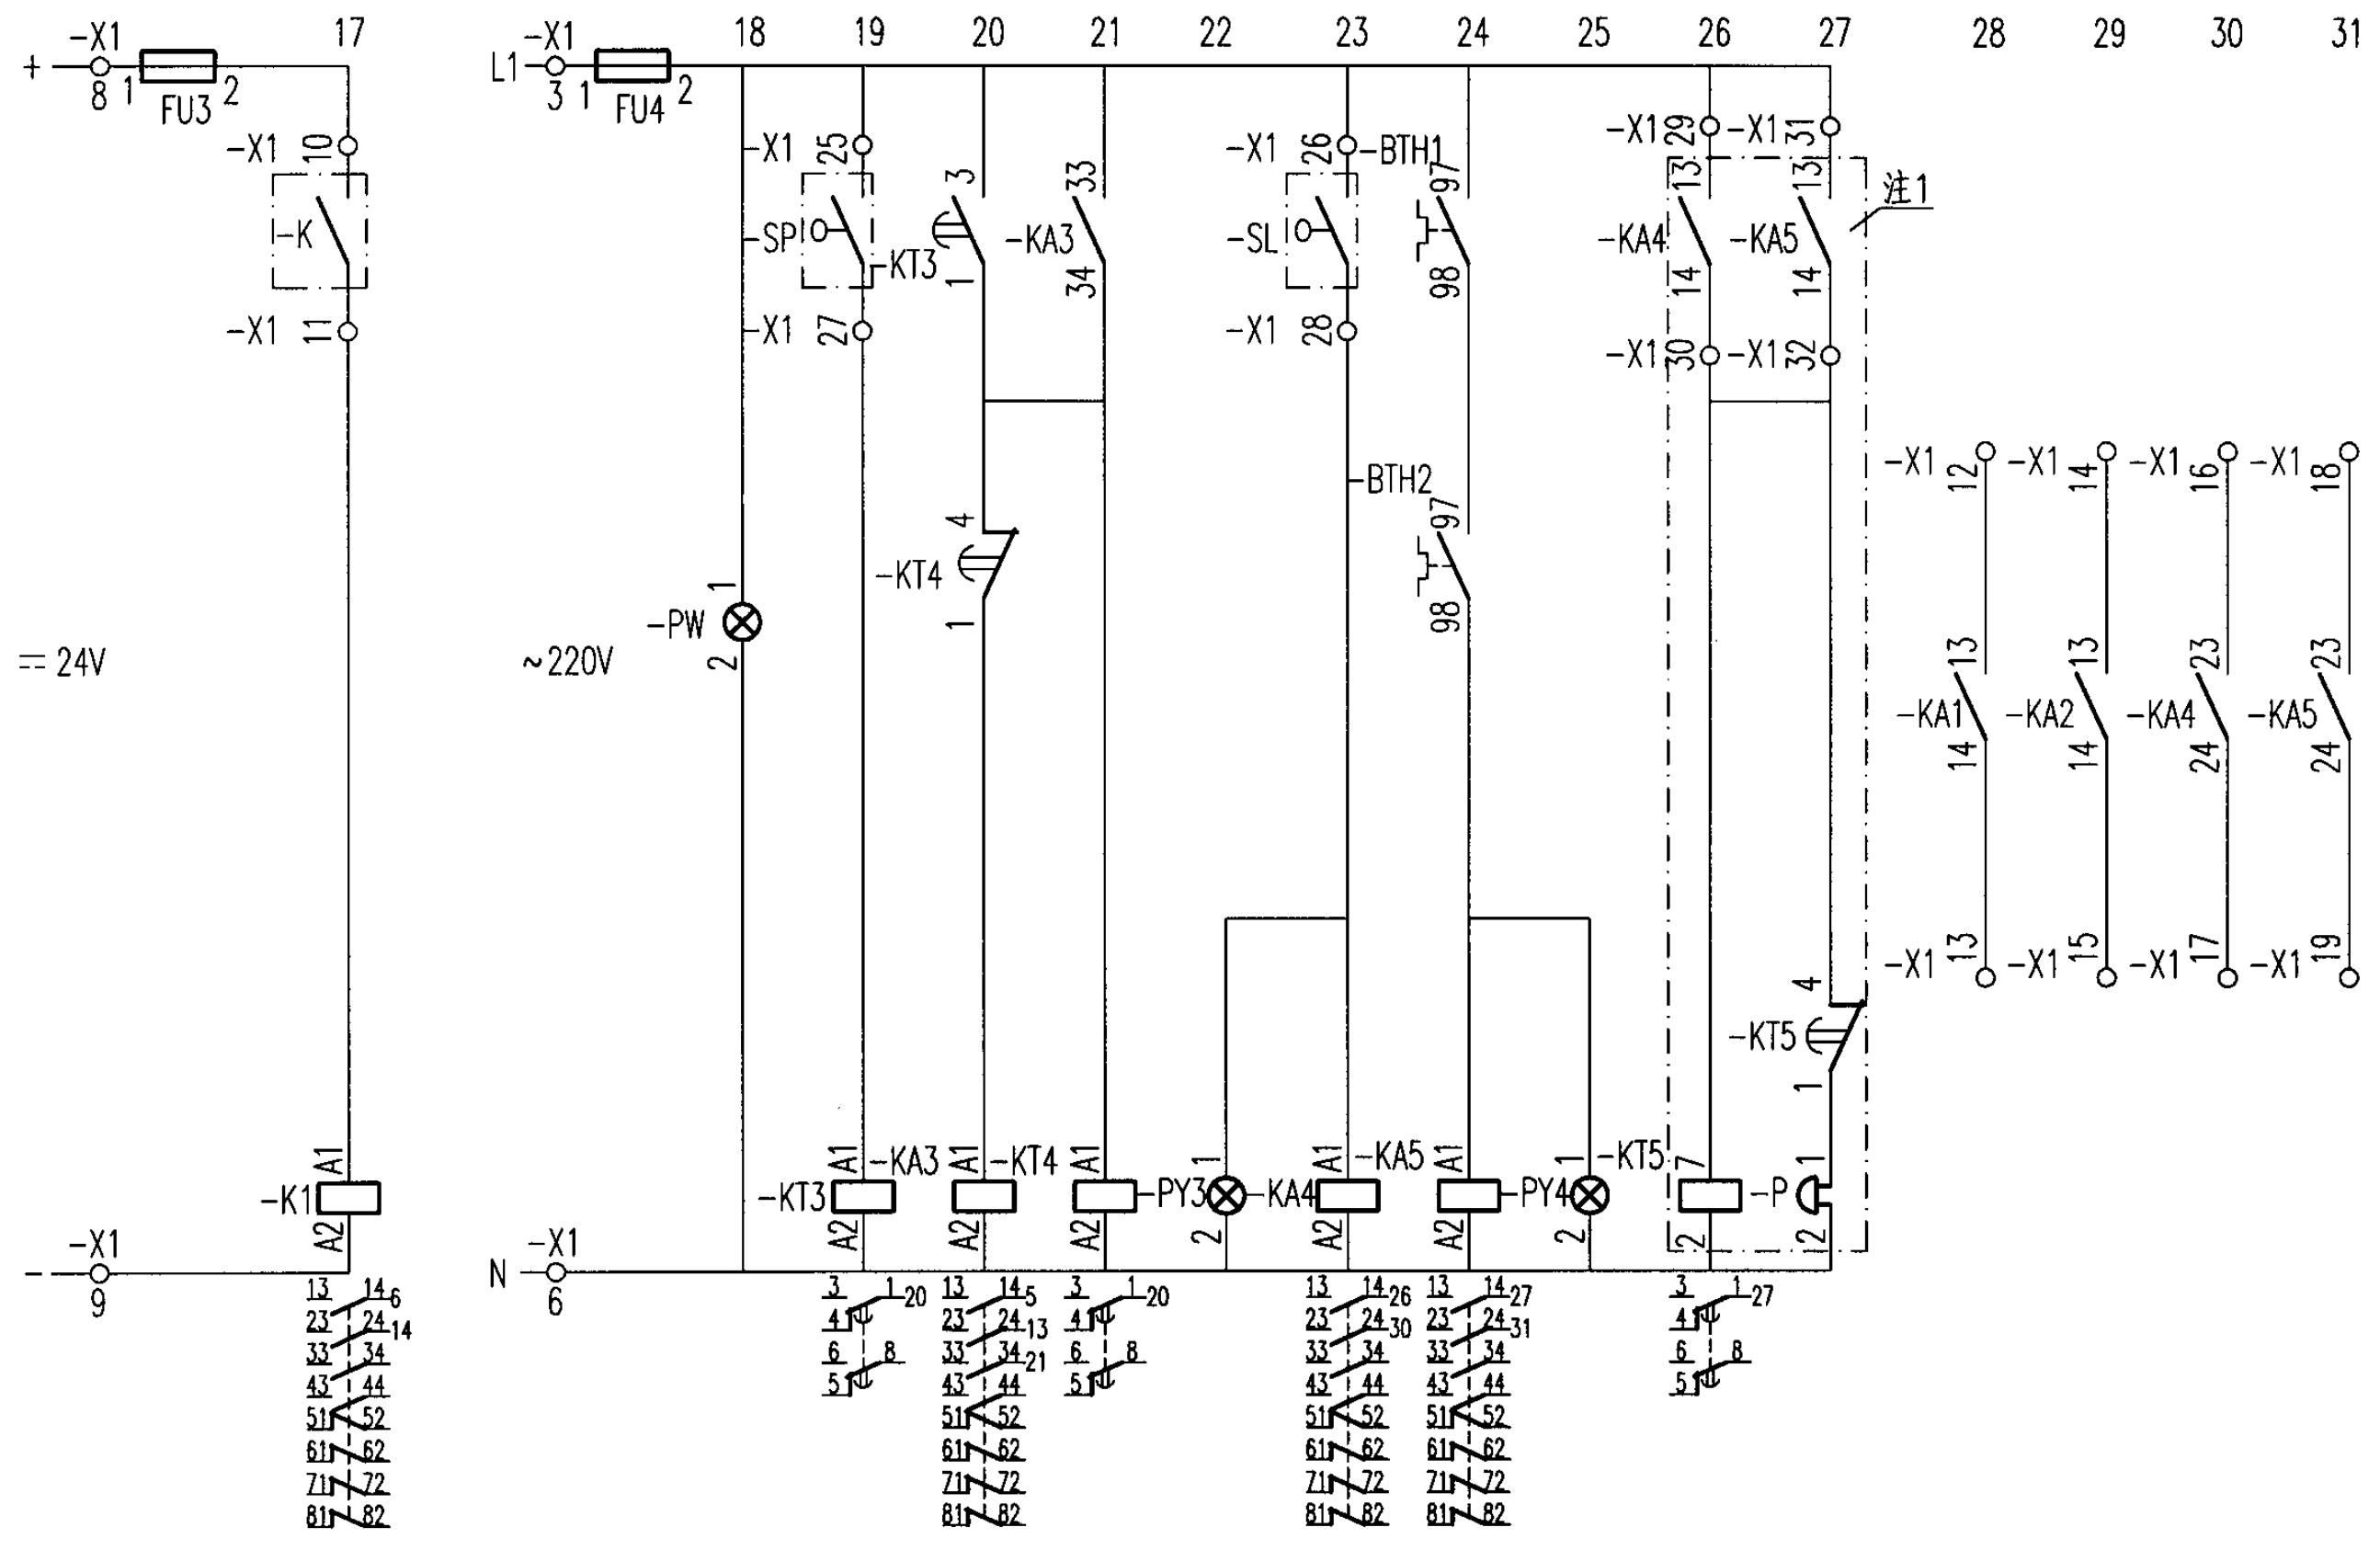 17 18 19 20 21 22 23 24 25 26 27 28 29 30 31
+ -X1 8 1 FU3 2
L1 -X1 3 1 FU4 2
-X1 10
-X1 25
-X1 26 -BTH1
-X1 29 -X1 31
-K
-SP
-KT3 3 1
-KA3 33 34
-SL
97 98
-KA4 13 14
-KA5 13 14
注1
-X1 11
-X1 27
-X1 28
-X1 30 -X1 32
-BTH2
97 98
-X1 12 -X1 14 -X1 16 -X1 18
-KT4 4 1
-PW 1 2
24V
~220V
-KA1 13 14
-KA2 13 14
-KA4 23 24
-KA5 23 24
-X1 13 -X1 15 -X1 17 -X1 19
-KT5 4 1
-K1 A1 A2
-KT3 A1 A2
-KA3 A1 A2
-KT4 A1 A2
-PY3 1 2
-KA4 A1 A2
-KA5 A1 A2
-PY4 1 2
-KT5 7 2
-P 1 2
- -X1 9
N -X1 6
13 14 6
23 24 14
33 34
43 44
51 52
61 62
71 72
81 82
3 1 20
4
6 8
5
13 14 5
23 24 13
33 34 21
43 44
51 52
61 62
71 72
81 82
3 1 20
4
6 8
5
13 14 26
23 24 30
33 34
43 44
51 52
61 62
71 72
81 82
13 14 27
23 24 31
33 34
43 44
51 52
61 62
71 72
81 82
3 1 27
4
6 8
5